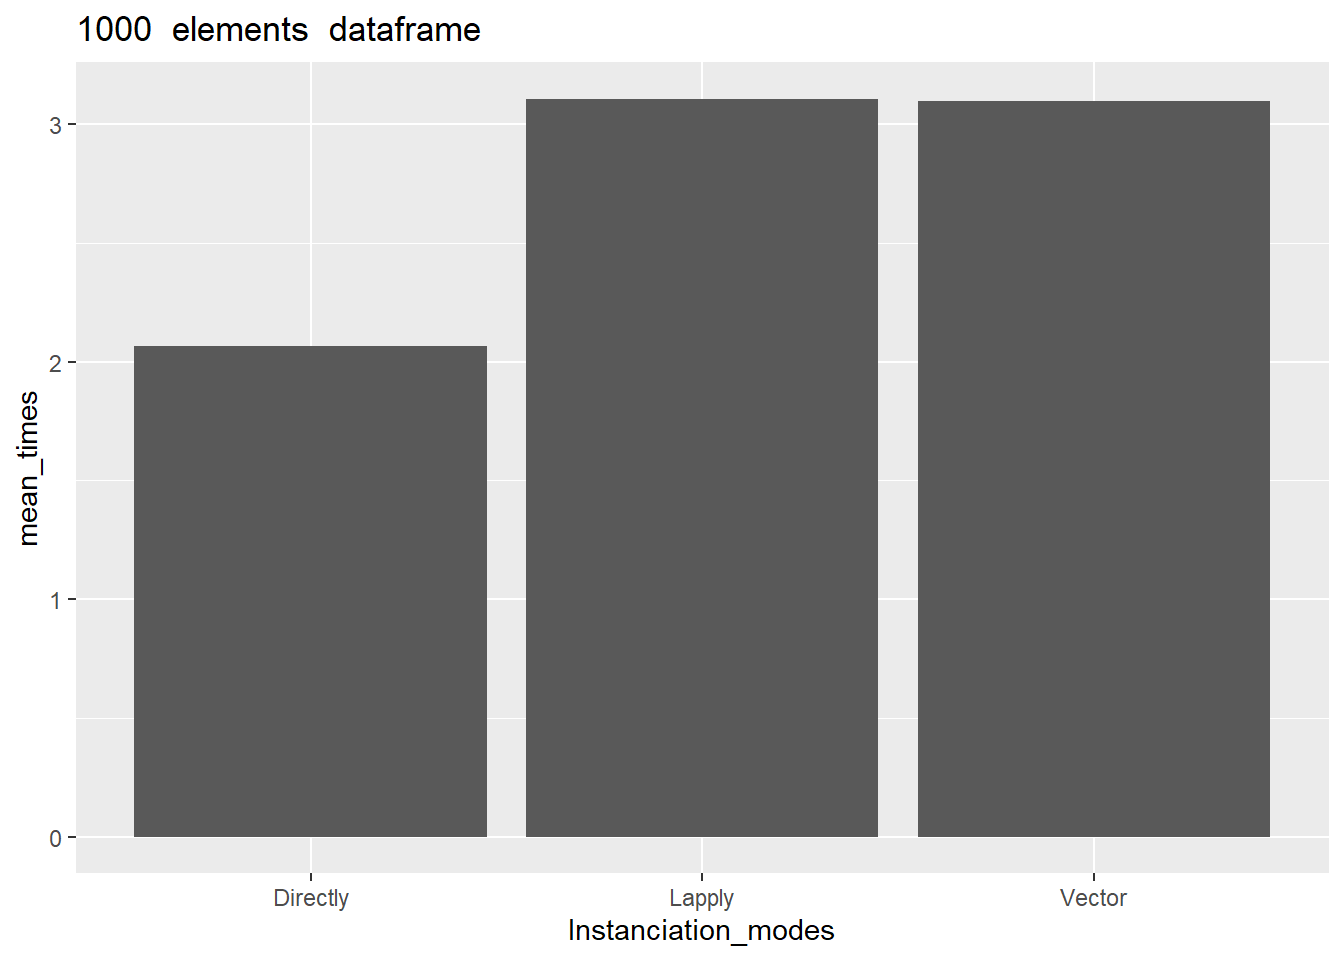 1000 elements dataframe
3
2
1
0
mean_times
Directly
Lapply
Vector
Instanciation_modes